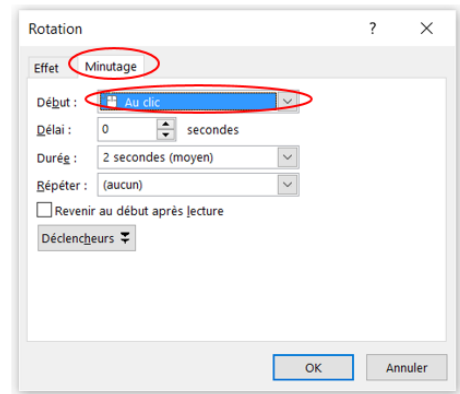 Rotation ? ×
Effet Minutage
Début : Au clic
Délai : 0 secondes
Durée : 2 secondes (moyen)
Répéter : (aucun)
Revenir au début après lecture
Déclencheurs
OK Annuler